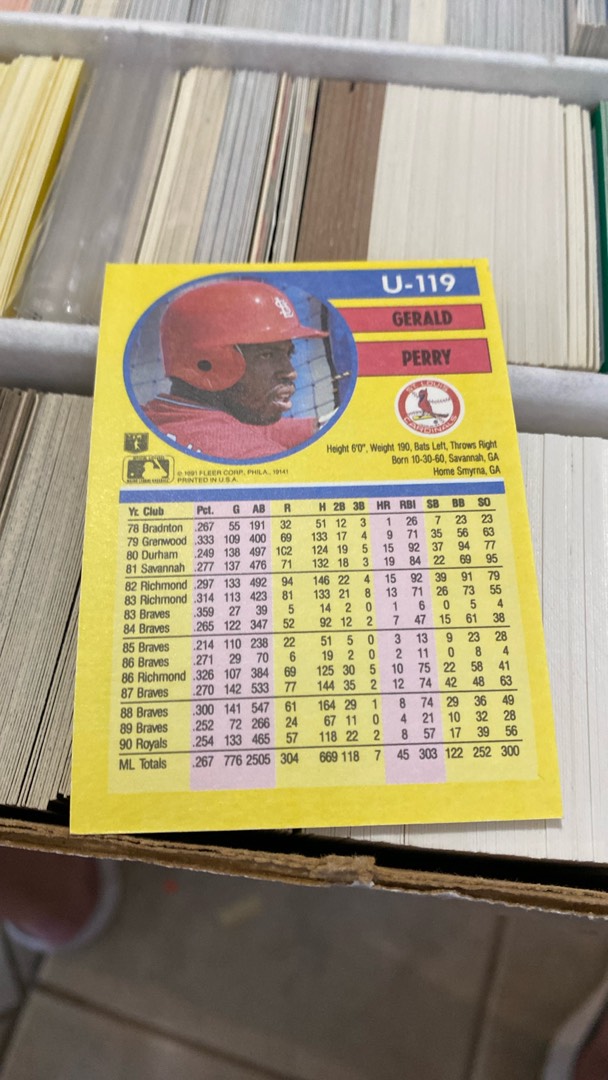 U-119
GERALD
PERRY
ST. LOUIS
CARDINALS
Height 6'0", Weight 190, Bats Left, Throws Right
Born 10-30-60, Savannah, GA
Home Smyrna, GA
© 1991 FLEER CORP., PHILA., 19141
PRINTED IN U.S.A.
Yr. Club Pct. G AB R H 2B 3B HR RBI SB BB SO
78 Bradnton .267 55 191 32 51 12 3 1 26 7 23 23
79 Grenwood .333 109 400 69 133 17 4 9 71 35 56 63
80 Durham .249 138 497 102 124 19 5 15 92 37 94 77
81 Savannah .277 137 476 71 132 18 3 19 84 22 69 95
82 Richmond .297 133 492 94 146 22 4 15 92 39 91 79
83 Richmond .314 113 423 81 133 21 8 13 71 26 73 55
83 Braves .359 27 39 5 14 2 0 1 6 0 5 4
84 Braves .265 122 347 52 92 12 2 7 47 15 61 38
85 Braves .214 110 238 22 51 5 0 3 13 9 23 28
86 Braves .271 29 70 6 19 2 0 2 11 0 8 4
86 Richmond .326 107 384 69 125 30 5 10 75 22 58 41
87 Braves .270 142 533 77 144 35 2 12 74 42 48 63
88 Braves .300 141 547 61 164 29 1 8 74 29 36 49
89 Braves .252 72 266 24 67 11 0 4 21 10 32 28
90 Royals .254 133 465 57 118 22 2 8 57 17 39 56
ML Totals .267 776 2505 304 669 118 7 45 303 122 252 300